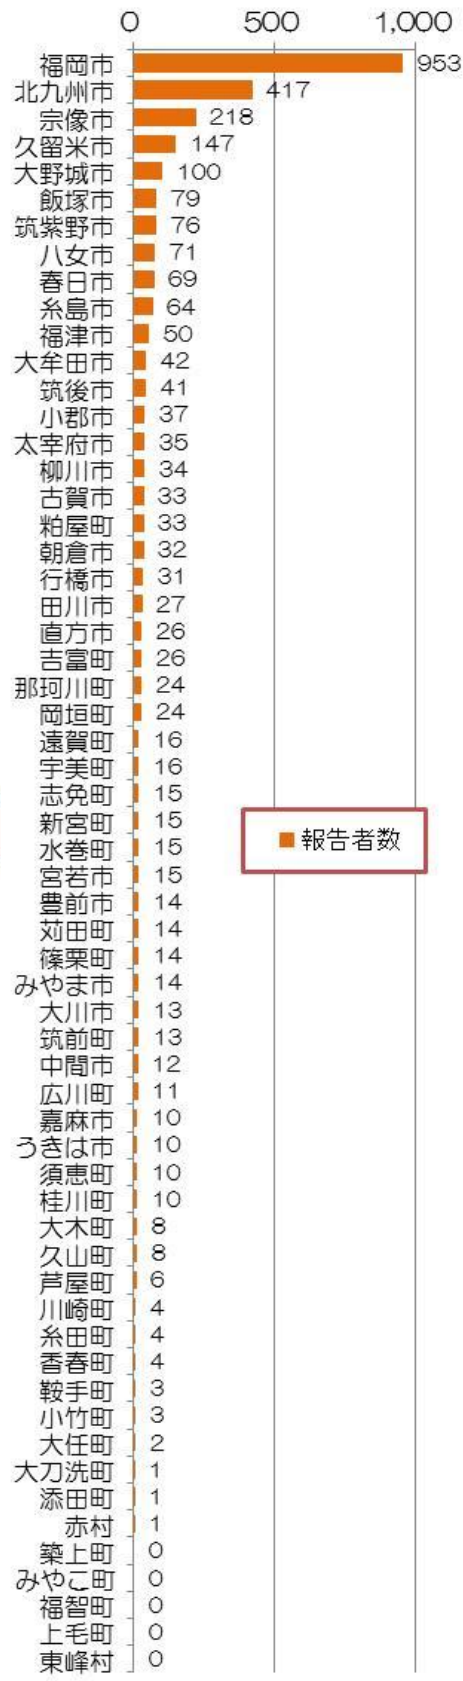 0 500 1,000
福岡市 953
北九州市 417
宗像市 218
久留米市 147
大野城市 100
飯塚市 79
筑紫野市 76
八女市 71
春日市 69
糸島市 64
福津市 50
大牟田市 42
筑後市 41
小郡市 37
太宰府市 35
柳川市 34
古賀市 33
粕屋町 33
朝倉市 32
行橋市 31
田川市 27
直方市 26
吉富町 26
那珂川町 24
岡垣町 24
遠賀町 16
宇美町 16
志免町 15
新宮町 15
報告者数
水巻町 15
宮若市 15
豊前市 14
苅田町 14
篠栗町 14
みやま市 14
大川市 13
筑前町 13
中間市 12
広川町 11
嘉麻市 10
うきは市 10
須恵町 10
桂川町 10
大木町 8
久山町 8
芦屋町 6
川崎町 4
糸田町 4
香春町 4
鞍手町 3
小竹町 3
大任町 2
大刀洗町 1
添田町 1
赤村 1
築上町 0
みやこ町 0
福智町 0
上毛町 0
東峰村 0